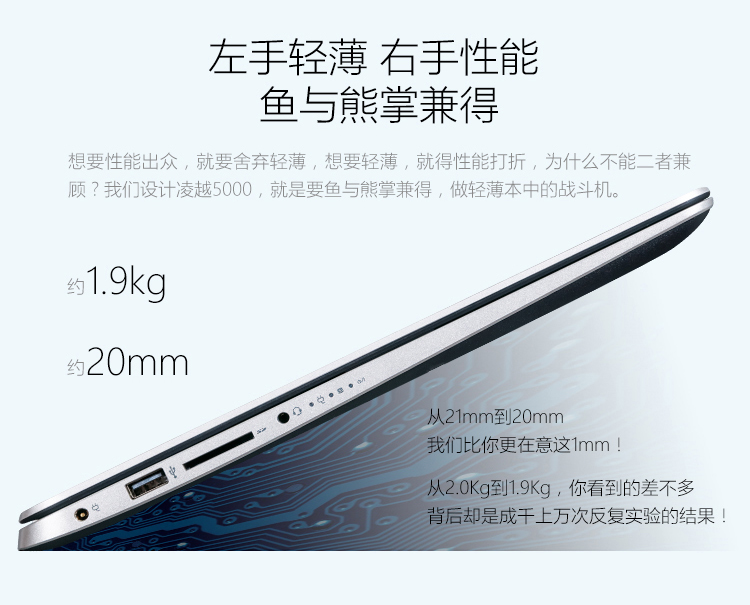 左手轻薄 右手性能
鱼与熊掌兼得
想要性能出众，就要舍弃轻薄，想要轻薄，就得性能打折，为什么不能二者兼
顾？我们设计凌越5000，就是要鱼与熊掌兼得，做轻薄本中的战斗机。
约1.9kg
约20mm
从21mm到20mm
我们比你更在意这1mm！
从2.0Kg到1.9Kg，你看到的差不多
背后却是成千上万次反复实验的结果！